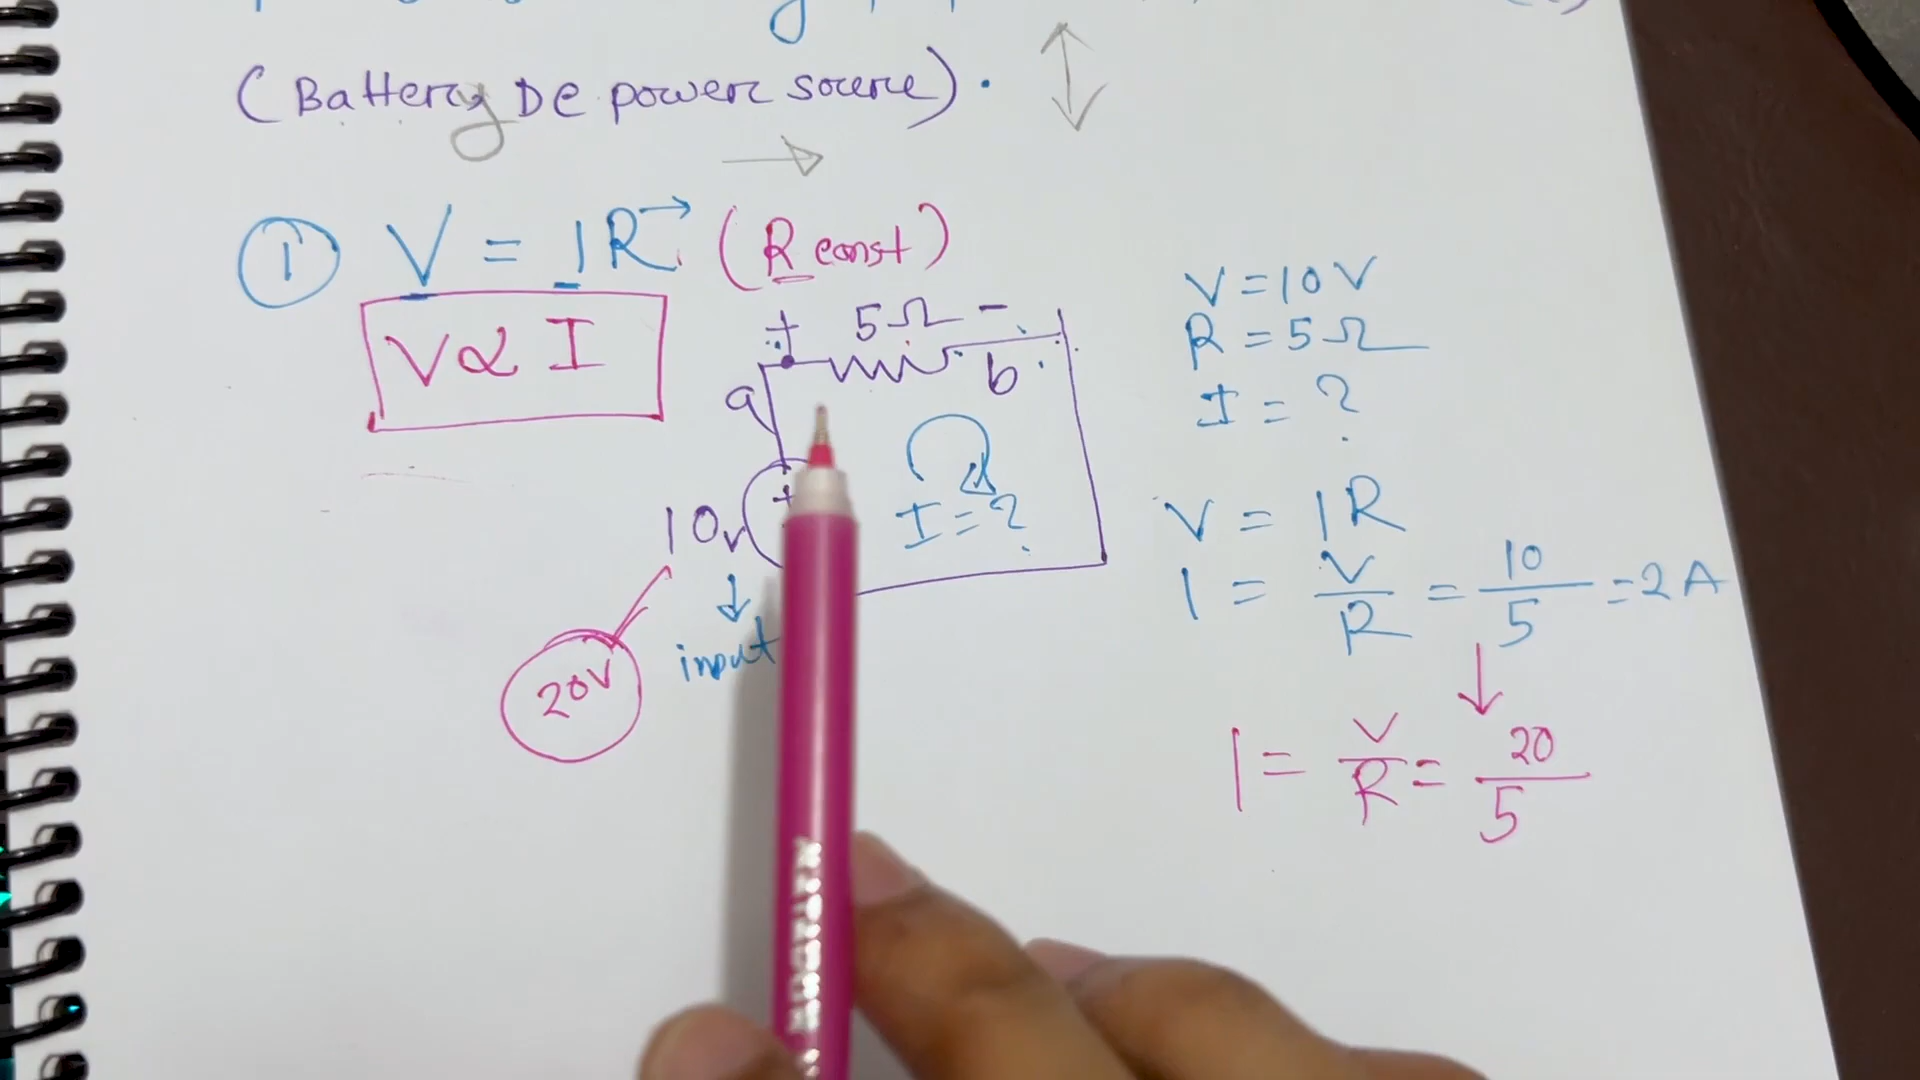 (Battery DC power source).
① V = IR → (R const)
V ∝ I
+ 5Ω -
a b
10v
I = ?
input
20V
V = 10V
R = 5Ω
I = ?
V = IR
I = V/R = 10/5 = 2A
I = V/R = 20/5